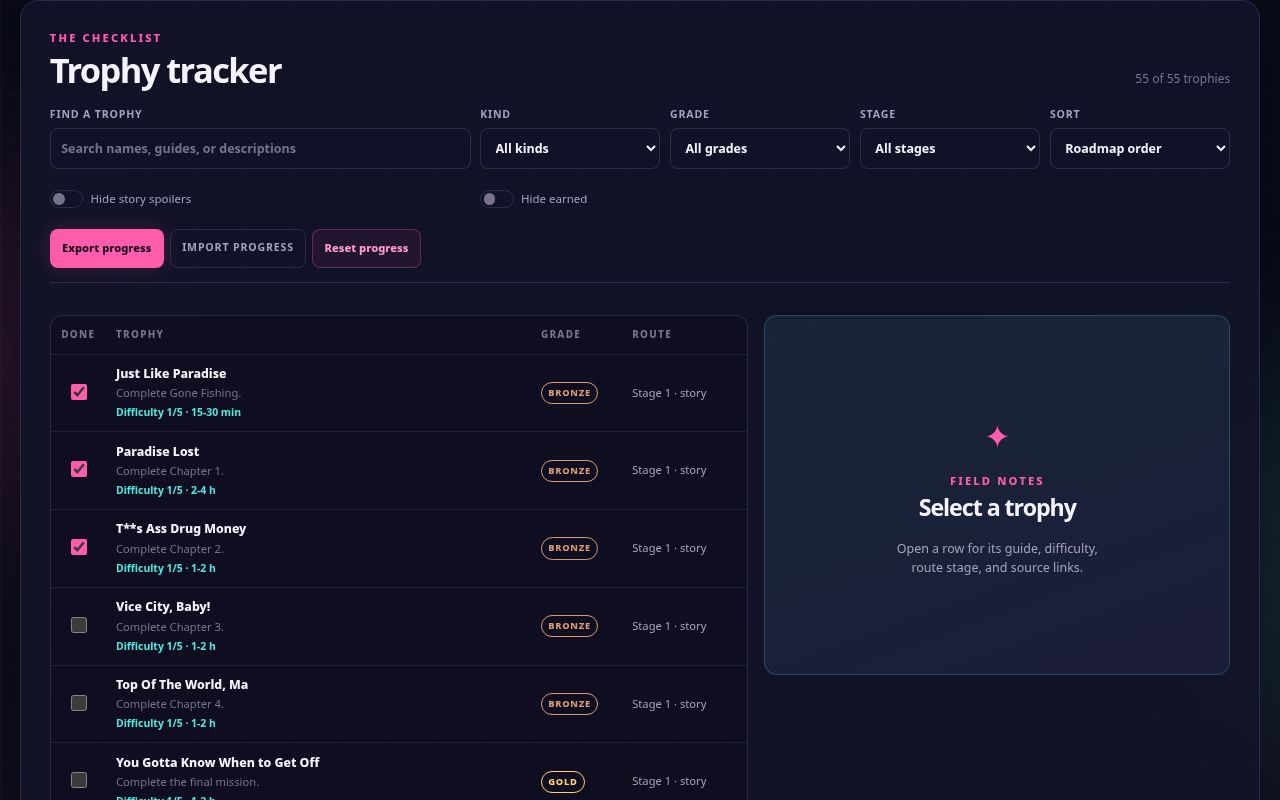 THE CHECKLIST
Trophy tracker
55 of 55 trophies
FIND A TROPHY
KIND
GRADE
STAGE
SORT
Search names, guides, or descriptions
All kinds
All grades
All stages
Roadmap order
Hide story spoilers
Hide earned
Export progress
IMPORT PROGRESS
Reset progress
DONE
TROPHY
GRADE
ROUTE
Just Like Paradise
Complete Gone Fishing.
Difficulty 1/5 · 15-30 min
BRONZE
Stage 1 · story
Paradise Lost
Complete Chapter 1.
Difficulty 1/5 · 2-4 h
BRONZE
Stage 1 · story
T**s Ass Drug Money
Complete Chapter 2.
Difficulty 1/5 · 1-2 h
BRONZE
Stage 1 · story
Vice City, Baby!
Complete Chapter 3.
Difficulty 1/5 · 1-2 h
BRONZE
Stage 1 · story
Top Of The World, Ma
Complete Chapter 4.
Difficulty 1/5 · 1-2 h
BRONZE
Stage 1 · story
You Gotta Know When to Get Off
Complete the final mission.
Difficulty 1/5 · 1-2 h
GOLD
Stage 1 · story
FIELD NOTES
Select a trophy
Open a row for its guide, difficulty,
route stage, and source links.